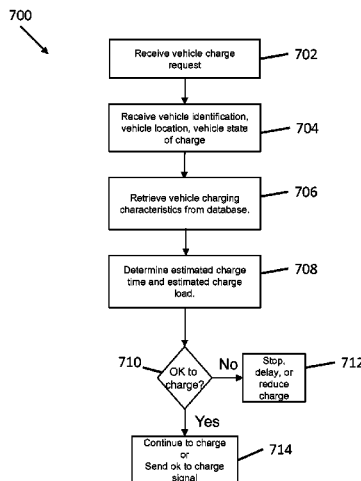 700
Receive vehicle charge
request
702
Receive vehicle identification,
vehicle location, vehicle state
of charge
704
Retrieve vehicle charging
characteristics from database.
706
Determine estimated charge
time and estimated charge
load.
708
710
OK to
charge?
No
Stop,
delay, or
reduce
charge
712
Yes
Continue to charge
or
Send ok to charge
signal
714